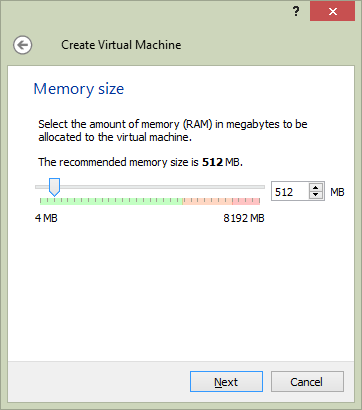 ?
Create Virtual Machine
Memory size
Select the amount of memory (RAM) in megabytes to be
allocated to the virtual machine.
The recommended memory size is 512 MB.
512 MB
4 MB 8192 MB
Next Cancel